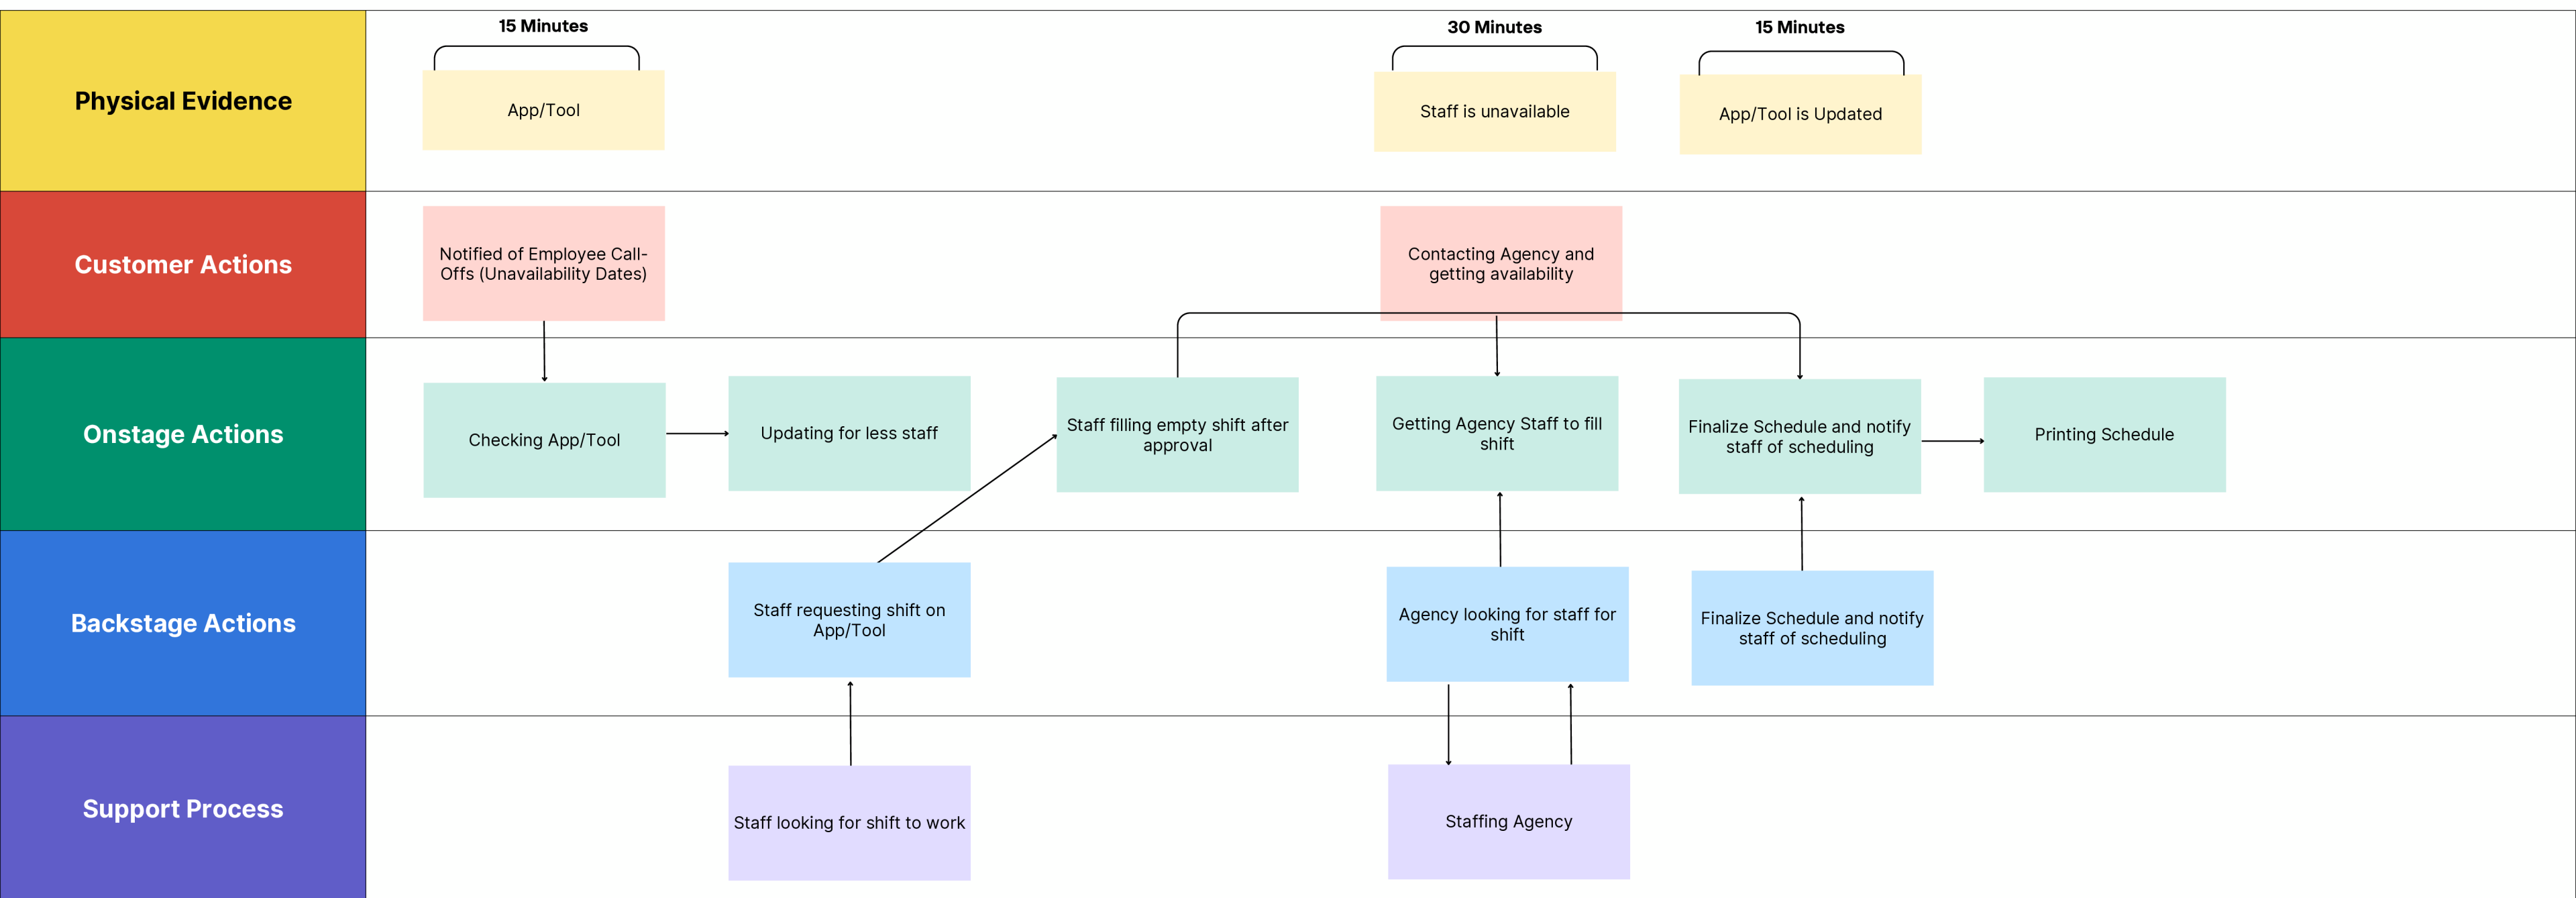 15 Minutes
30 Minutes
15 Minutes
Physical Evidence
App/Tool
Staff is unavailable
App/Tool is Updated
Customer Actions
Notified of Employee Call-
Offs (Unavailability Dates)
Contacting Agency and
getting availability
Onstage Actions
Checking App/Tool
Updating for less staff
Staff filling empty shift after
approval
Getting Agency Staff to fill
shift
Finalize Schedule and notify
staff of scheduling
Printing Schedule
Backstage Actions
Staff requesting shift on
App/Tool
Agency looking for staff for
shift
Finalize Schedule and notify
staff of scheduling
Support Process
Staff looking for shift to work
Staffing Agency